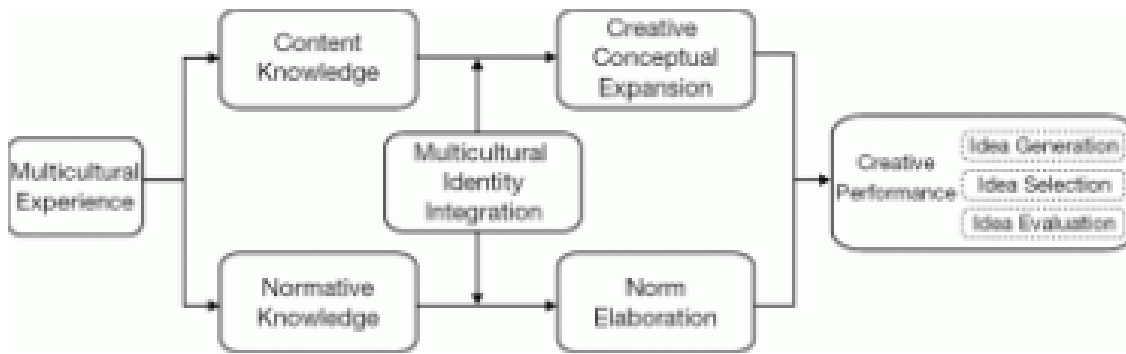 Multicultural
Experience
Content
Knowledge
Normative
Knowledge
Multicultural
Identity
Integration
Creative
Conceptual
Expansion
Norm
Elaboration
Creative
Performance
Idea Generation
Idea Selection
Idea Evaluation